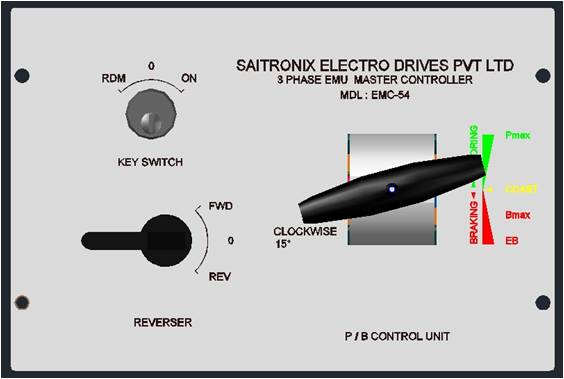 SAITRONIX ELECTRO DRIVES PVT LTD
3 PHASE EMU MASTER CONTROLLER
MDL : EMC-54
0
RDM
ON
KEY SWITCH
FWD
0
REV
REVERSER
Pmax
COAST
BRAKING
Bmax
EB
CLOCKWISE
15°
P / B CONTROL UNIT